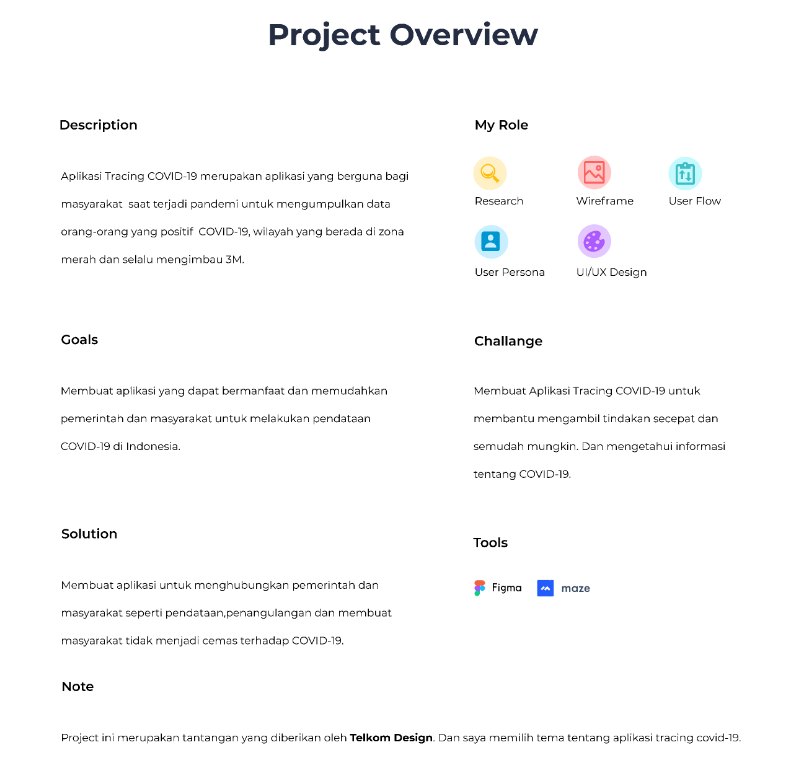 Project Overview
Description
Aplikasi Tracing COVID-19 merupakan aplikasi yang berguna bagi
masyarakat saat terjadi pandemi untuk mengumpulkan data
orang-orang yang positif COVID-19, wilayah yang berada di zona
merah dan selalu mengimbau 3M.
My Role
Research
Wireframe
User Flow
User Persona
UI/UX Design
Goals
Membuat aplikasi yang dapat bermanfaat dan memudahkan
pemerintah dan masyarakat untuk melakukan pendataan
COVID-19 di Indonesia.
Challange
Membuat Aplikasi Tracing COVID-19 untuk
membantu mengambil tindakan secepat dan
semudah mungkin. Dan mengetahui informasi
tentang COVID-19.
Solution
Membuat aplikasi untuk menghubungkan pemerintah dan
masyarakat seperti pendataan,penangulangan dan membuat
masyarakat tidak menjadi cemas terhadap COVID-19.
Tools
Figma
maze
Note
Project ini merupakan tantangan yang diberikan oleh Telkom Design. Dan saya memilih tema tentang aplikasi tracing covid-19.